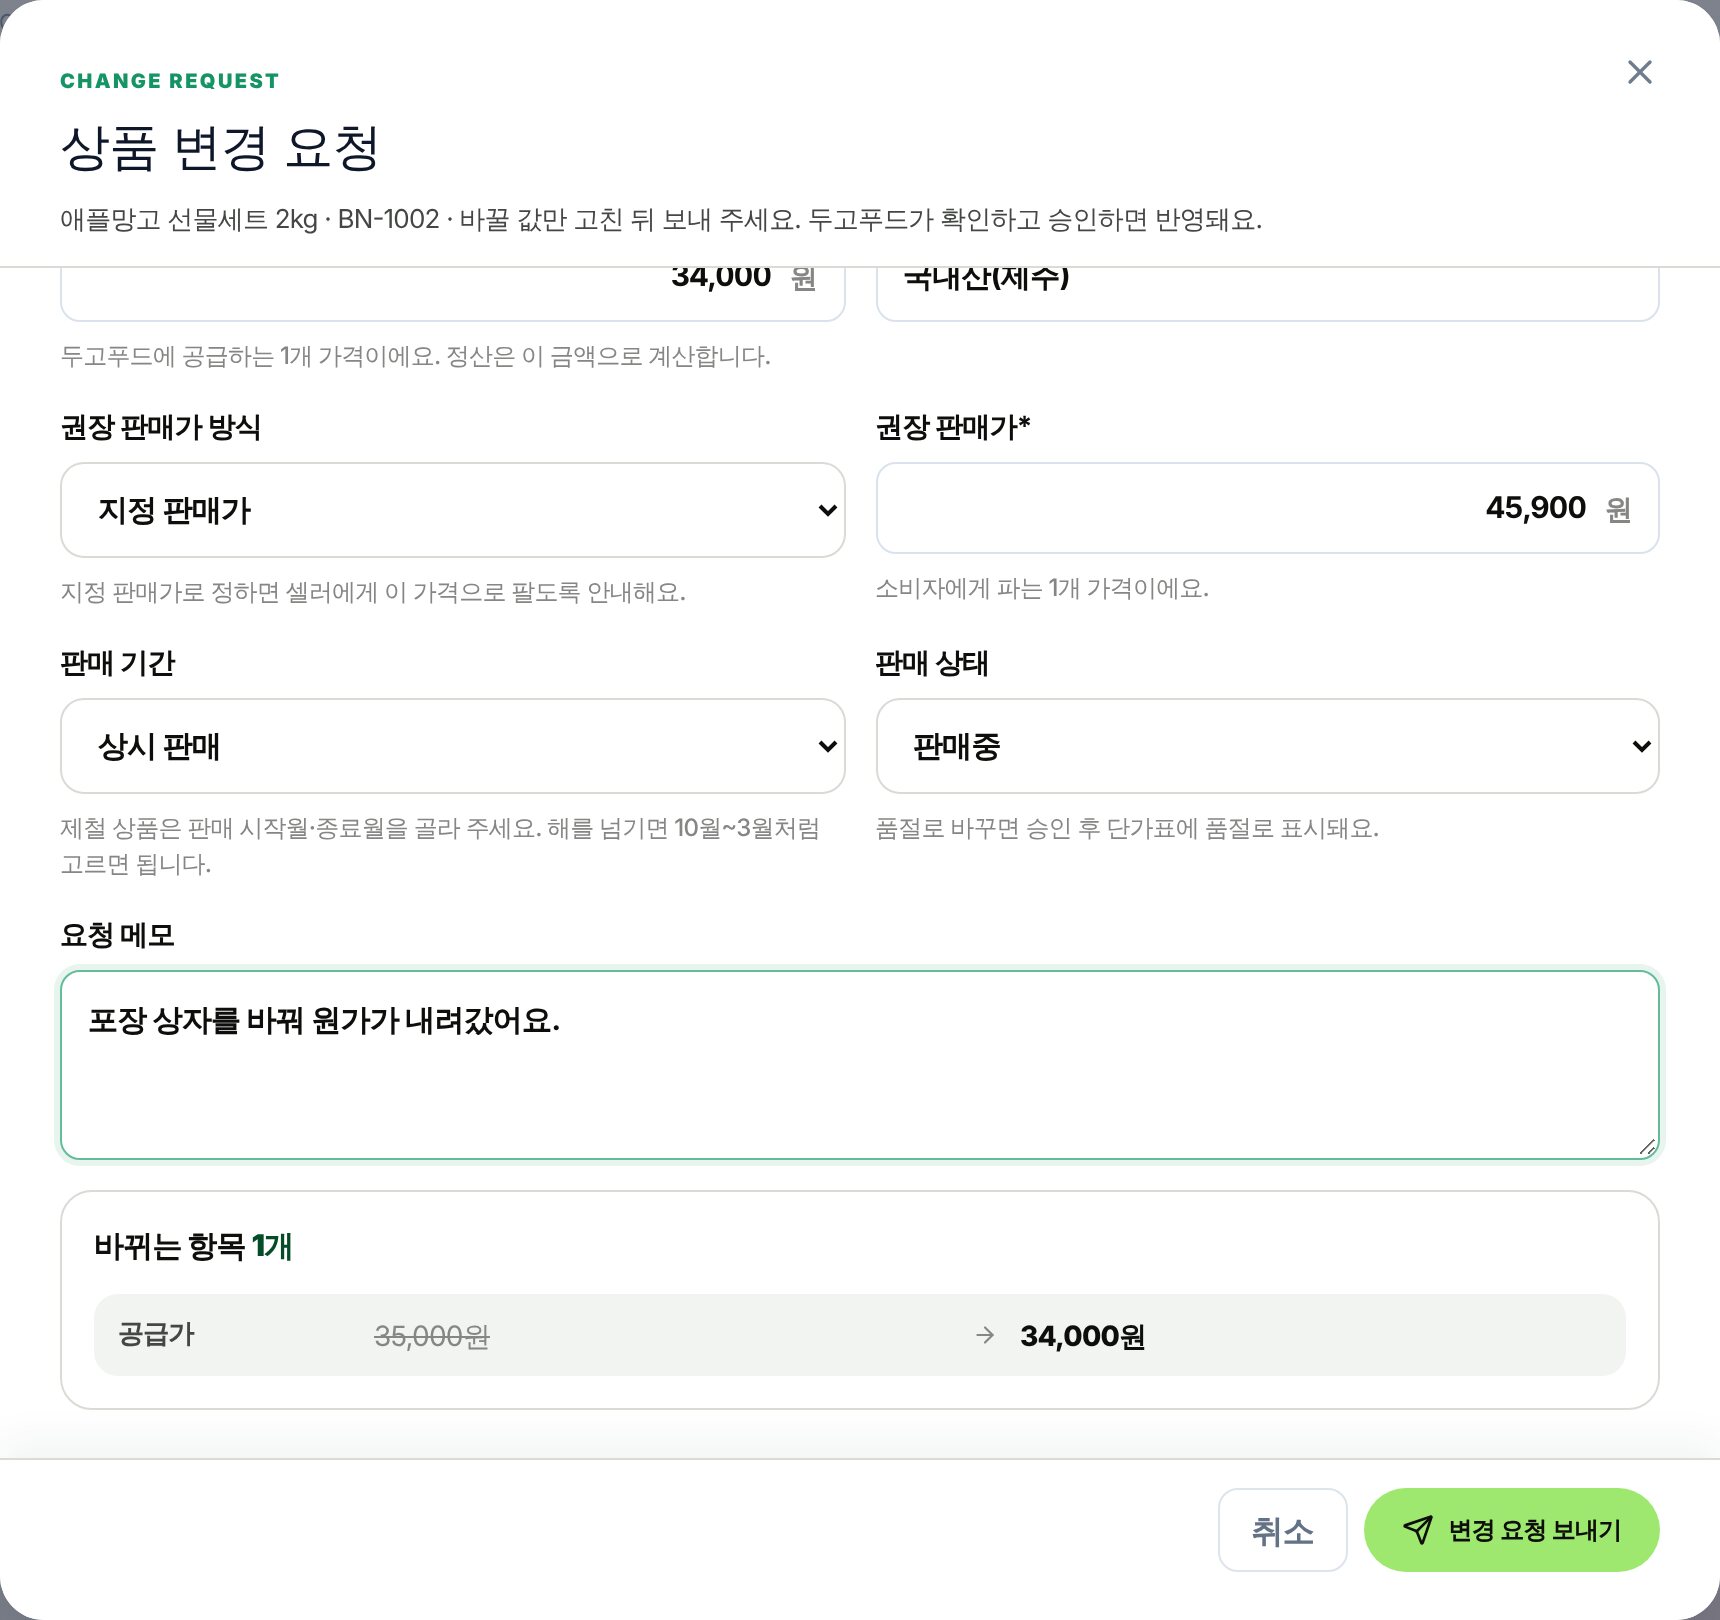 CHANGE REQUEST
상품 변경 요청
애플망고 선물세트 2kg · BN-1002 · 바꿀 값만 고친 뒤 보내 주세요. 두고푸드가 확인하고 승인하면 반영돼요.
34,000 원
국내산(제주)
두고푸드에 공급하는 1개 가격이에요. 정산은 이 금액으로 계산합니다.
권장 판매가 방식
권장 판매가*
지정 판매가
45,900 원
지정 판매가로 정하면 셀러에게 이 가격으로 팔도록 안내해요.
소비자에게 파는 1개 가격이에요.
판매 기간
판매 상태
상시 판매
판매중
제철 상품은 판매 시작월·종료월을 골라 주세요. 해를 넘기면 10월~3월처럼
고르면 됩니다.
품절로 바꾸면 승인 후 단가표에 품절로 표시돼요.
요청 메모
포장 상자를 바꿔 원가가 내려갔어요.
바뀌는 항목 1개
공급가 35,000원 → 34,000원
취소
변경 요청 보내기